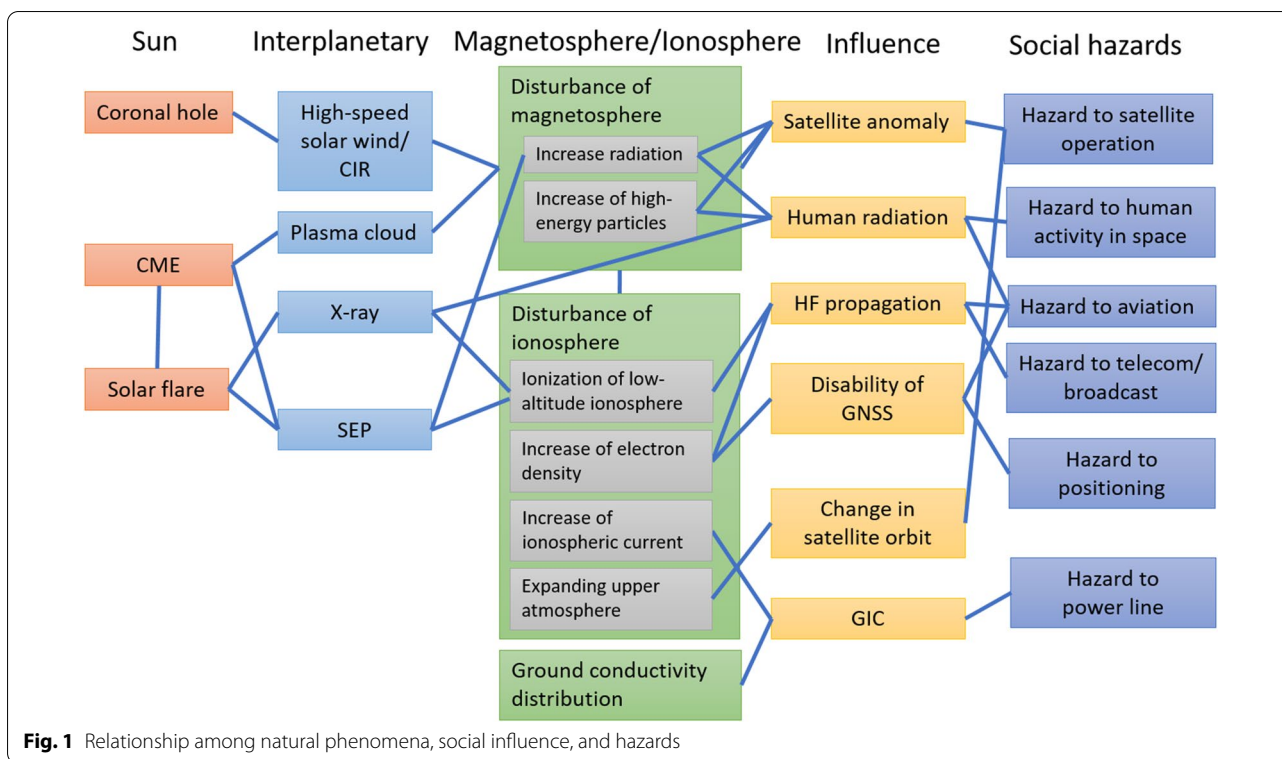 Sun
Interplanetary
Magnetosphere/Ionosphere
Influence
Social hazards
Coronal hole
CME
Solar flare
High-speed
solar wind/
CIR
Plasma cloud
X-ray
SEP
Disturbance of
magnetosphere
Increase radiation
Increase of high-
energy particles
Disturbance of
ionosphere
Ionization of low-
altitude ionosphere
Increase of electron
density
Increase of
ionospheric current
Expanding upper
atmosphere
Ground conductivity
distribution
Satellite anomaly
Human radiation
HF propagation
Disability of
GNSS
Change in
satellite orbit
GIC
Hazard to satellite
operation
Hazard to human
activity in space
Hazard to aviation
Hazard to telecom/
broadcast
Hazard to
positioning
Hazard to
power line
Fig. 1 Relationship among natural phenomena, social influence, and hazards